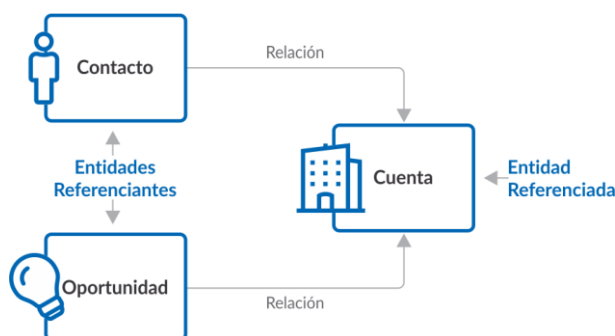 Contacto
Relación
Entidades
Referenciantes
Cuenta
Entidad
Referenciada
Oportunidad
Relación